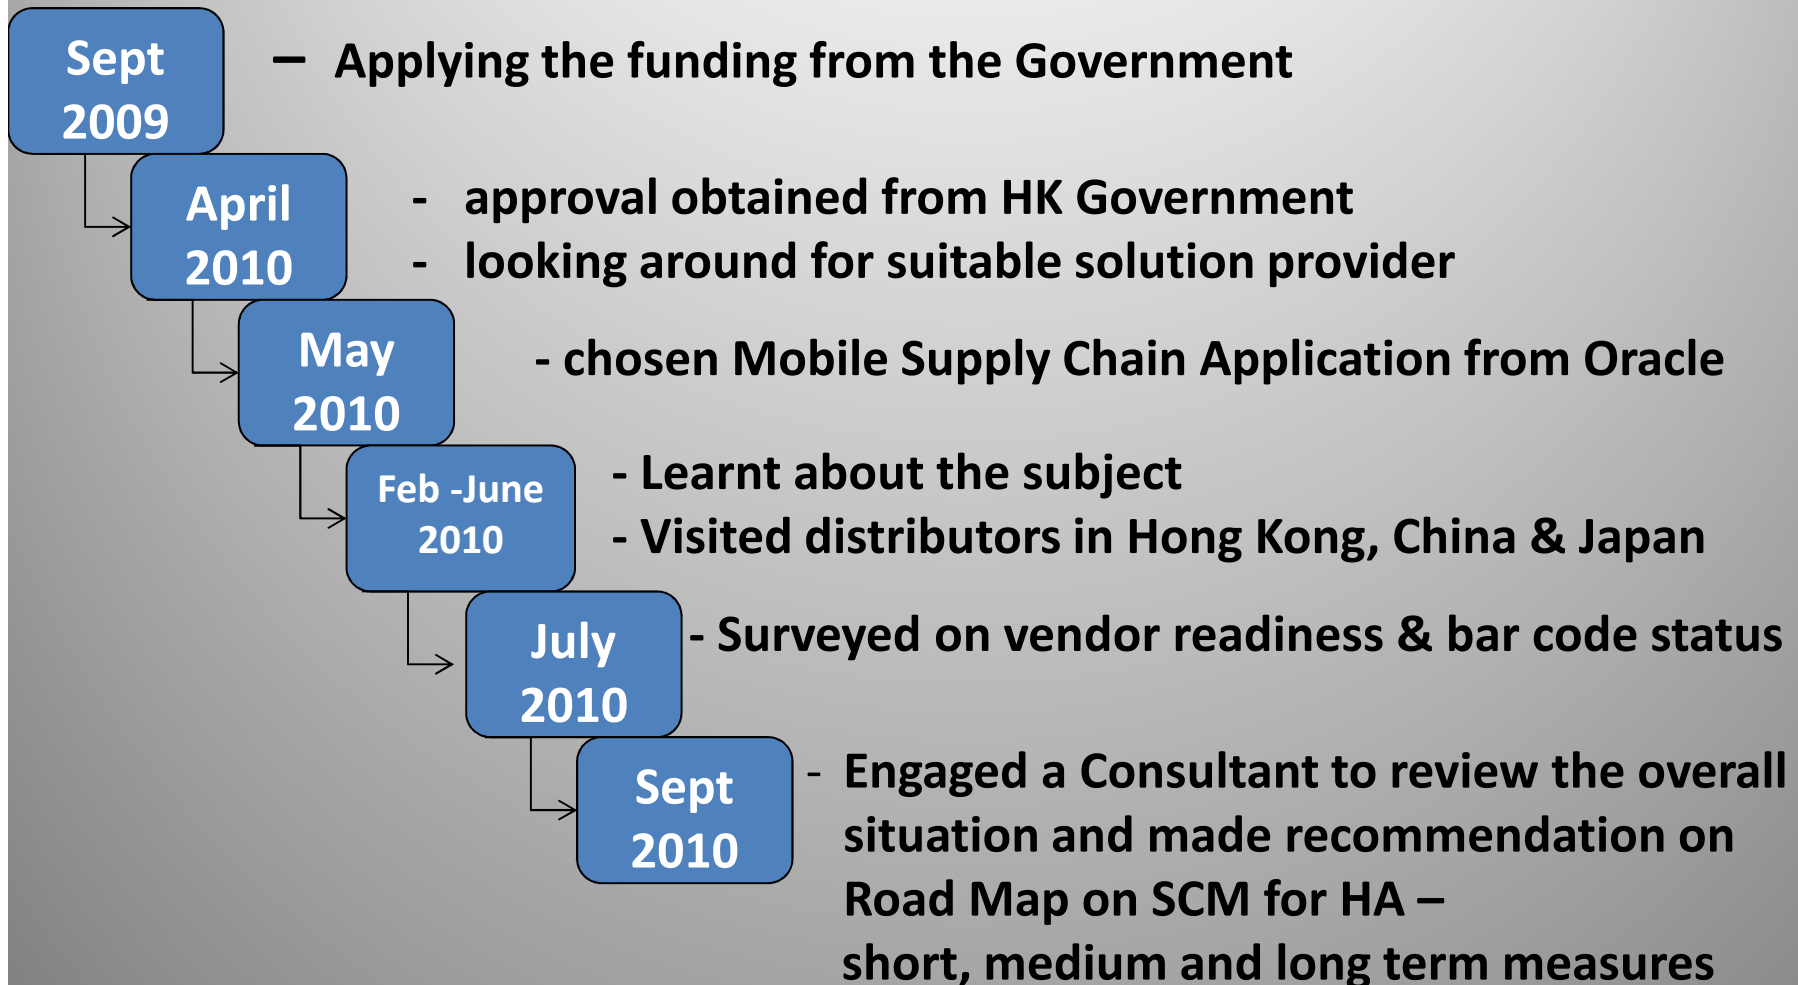 Sept
2009
– Applying the funding from the Government
April
2010
- approval obtained from HK Government
- looking around for suitable solution provider
May
2010
- chosen Mobile Supply Chain Application from Oracle
Feb -June
2010
- Learnt about the subject
- Visited distributors in Hong Kong, China & Japan
July
2010
- Surveyed on vendor readiness & bar code status
Sept
2010
- Engaged a Consultant to review the overall
situation and made recommendation on
Road Map on SCM for HA –
short, medium and long term measures